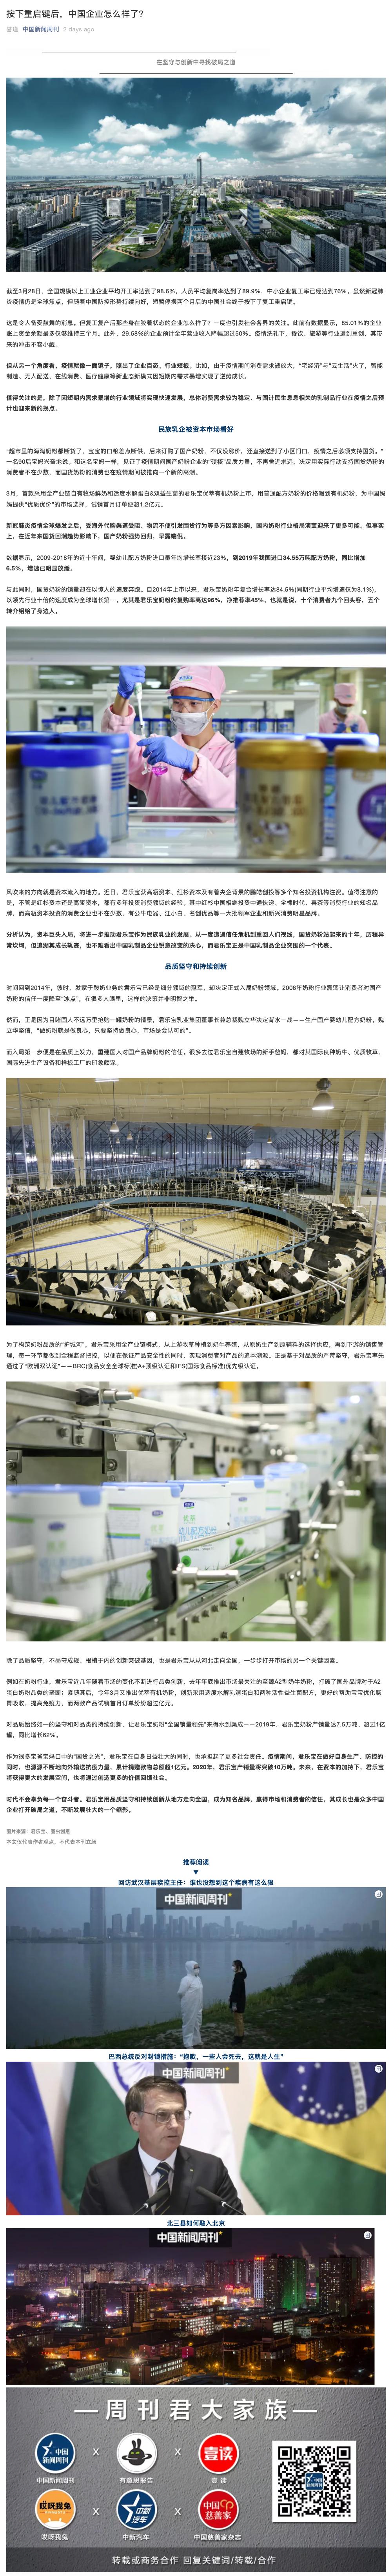 按下重启键后，中国企业怎么样了?
中国新闻周刊 2 days ago
在坚守与创新中寻找破局之道
截至3月28日，全国规模以上工业企业平均开工率达到了98.6%，人员平均复岗率达到了89.9%，中小企业复工率已经达到76%。虽然新冠肺
炎疫情仍是全球焦点，但随着中国防控形势持续向好，短暂停摆两个月后的中国社会终于按下了复工重启键。
这是令人备受鼓舞的消息。但复工复产后那些身在胶着状态的企业怎么样了？一度也引发社会各界的关注。此前有数据显示，85.01%的企业
账上资金余额最多仅够维持三个月。此外，29.58%的企业预计全年营业收入降幅超过50%。疫情洗礼下，餐饮、旅游等行业遭到重创，其带
来的冲击不容小觑。
但从另一个角度看，疫情就像一面镜子，照出了企业百态、行业短板。比如，由于疫情期间消费需求被放大，“宅经济”与“云生活”火了，智能
制造、无人配送、在线消费、医疗健康等新业态新模式因短期内需求暴增实现了逆势成长。
值得关注的是，除了因短期内需求暴增的行业领域将实现快速发展，总体消费需求较为稳定、与国计民生息息相关的乳制品行业在疫情之后预
计也迎来新的拐点。
民族乳企被资本市场看好
“超市里的海淘奶粉都断货了，宝宝的口粮差点断供，后来订购了国产奶粉，不仅没涨价，还直接送到了小区门口，疫情之后必须支持国货。”
一名90后宝妈兴奋地说。和这名宝妈一样，见证了疫情期间国产奶粉企业的“硬核”品质力量，不再舍近求远，决定用实际行动支持国货奶粉的
消费者不在少数，而国货奶粉的消费也在疫情期间被推向一个新的高潮。
3月，首款采用全产业链自有牧场鲜奶和适度水解蛋白&双益生菌的君乐宝优萃有机奶粉上市，用普通配方奶粉的价格喝到有机奶粉，为中国妈
妈提供“优质优价”的市场选择，试销首月订单便超1.2亿元。
新冠肺炎疫情全球爆发之后，受海外代购渠道受阻、物流不便引发囤货行为等多方因素影响，国内奶粉行业格局演变迎来了更多可能。但事实
上，在近年来国货回潮趋势影响下，国产奶粉强势回归，早露端倪。
数据显示，2009-2018年的近十年间，婴幼儿配方奶粉进口量年均增长率接近23%，到2019年我国进口34.55万吨配方奶粉，同比增加
6.5%，增速已明显放缓。
与此同时，国货奶粉的销量却在以惊人的速度奔跑。自2014年上市以来，君乐宝奶粉年复合增长率达84.5%(同期行业平均增速仅为8.1%)，
以领先行业十倍的速度成为全球增长第一。尤其是君乐宝奶粉的复购率高达96%，净推荐率45%，也就是说，十个消费者九个回头客，五个
转介绍给了身边人。
风吹来的方向就是资本流入的地方。近日，君乐宝获高瓴资本、红杉资本及有着央企背景的鹏皓创投等多个知名投资机构注资。值得注意的
是，不管是红杉资本还是高瓴资本，都有多年投资消费领域的经验。其中红杉中国相继投资中通快递、全棉时代、喜茶等消费行业的知名品
牌，而高瓴资本投资的消费企业也不在少数，有公牛电器、江小白、名创优品等一大批领军企业和新兴消费明星品牌。
分析认为，资本巨头入局，将进一步推动君乐宝作为民族乳业的发展。从一度遭遇信任危机到重回人们视线，国货奶粉站起来的十年，历程异
常坎坷，但追溯其成长轨迹，也不难看出中国乳制品企业锐意改变的决心，而君乐宝正是中国乳制品企业突围的一个代表。
品质坚守和持续创新
时间回到2014年，彼时，发家于酸奶业务的君乐宝已经是细分领域的冠军，却决定正式入局奶粉领域。2008年奶粉行业震荡让消费者对国产
奶粉的信任一度降至“冰点”，在很多人眼里，这样的决策并非明智之举。
然而，正是因为目睹国人不远万里抢购一罐奶粉的情景，君乐宝乳业集团董事长兼总裁魏立华决定背水一战——生产国产婴幼儿配方奶粉。魏
立华坚信，“做奶粉就是做良心，只要坚持做良心，市场是会认可的”。
而入局第一步便是在品质上发力，重建国人对国产品牌奶粉的信任。很多去过君乐宝自建牧场的新手爸妈，都对其国际良种奶牛、优质牧草、
国际先进生产设备和样板工厂的印象颇深。
为了构筑奶粉品质的“护城河”，君乐宝采用全产业链模式，从上游牧草种植到奶牛养殖，从原奶生产到原辅料的选择供应，再到下游的销售管
理，每一环节都做到全程监督把控，以便在保证产品安全性的同时，实现消费者对产品的追本溯源。正是基于对品质的严苛坚守，君乐宝率先
通过了“欧洲双认证”——BRC(食品安全全球标准)A+顶级认证和IFS(国际食品标准)优先级认证。
除了品质坚守，不墨守成规、根植于内的创新突破基因，也是君乐宝从从河北走向全国，一步步打开市场的另一个关键因素。
例如在奶粉行业，君乐宝近几年随着市场的变化不断进行品类创新，去年年底推出市场最关注的至臻A2型奶牛奶粉，打破了国外品牌对于A2
蛋白奶粉品类的垄断；紧随其后，今年3月又推出优萃有机奶粉，创新采用适度水解乳清蛋白和两种活性益生菌配方，更好的帮助宝宝优化肠
胃吸收，提高免疫力，而两款产品试销首月订单纷纷超过亿元。
对品质始终如一的坚守和对品类的持续创新，让君乐宝奶粉“全国销量领先”来得水到渠成——2019年，君乐宝奶粉产销量达7.5万吨、超过1亿
罐、同比增长62%。
作为很多宝爸宝妈口中的“国货之光”，君乐宝在自身日益壮大的同时，也承担起了更多社会责任。疫情期间，君乐宝在做好自身生产、防控的
同时，也源源不断地向外输送抗疫力量，累计捐赠款物总额超1亿元。2020年，君乐宝产销量将突破10万吨。未来，在资本的加持下，君乐宝
将获得更大的发展空间，也将通过创造更多的价值回馈社会。
时代不会辜负每一个奋斗者。君乐宝用品质坚守和持续创新从地方走向全国，成为知名品牌，赢得市场和消费者的信任，其成长也是众多中国
企业打开破局之道，不断发展壮大的一个缩影。
图片来源：君乐宝、图虫创意
本文仅代表作者观点，不代表本刊立场
推荐阅读
▼
回访武汉基层疾控主任：谁也没想到这个疾病有这么狠
中国新闻周刊
巴西总统反对封锁措施：“抱歉，一些人会死去，这就是人生”
中国新闻周刊
北三县如何融入北京
中国新闻周刊
—周刊君大家族—
中国新闻周刊 X 有意思报告 X 壹读
哎呀我兔 X 中新汽车 X 中国慈善家杂志
转载或商务合作 回复关键词/转载/合作